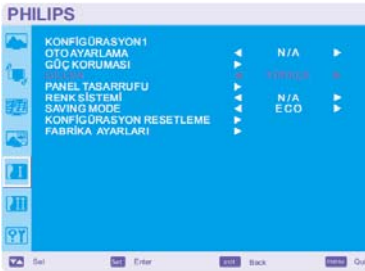 PHILIPS
KONFİGÜRASYON1
OTO AYARLAMA N/A
GÜÇ KORUMASI
PANEL TASARRUFU
RENK SİSTEMİ N/A
SAVING MODE ECO
KONFİGÜRASYON RESETLEME
FABRİKA AYARLARI
Sel Set Enter exit Back menu Qu